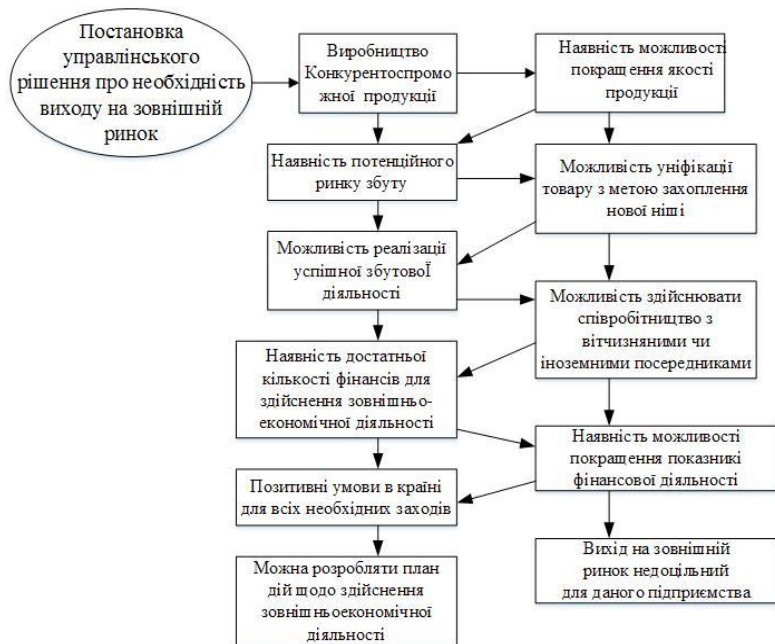 Постановка
управлінського
рішення про необхідність
виходу на зовнішній
ринок
Виробництво
Конкурентоспромо
жної продукції
Наявність можливості
покращення якості
продукції
Наявність потенційного
ринку збуту
Можливість уніфікації
товару з метою захоплення
нової ніші
Можливість реалізації
успішної збутовоЇ
діяльності
Можливість здійснювати
співробітництво з
вітчизняними чи
іноземними посередниками
Наявність достатньої
кількості фінансів для
здійснення зовнішньо-
економічної діяльності
Наявність можливості
покращення показникі
фінансової діяльності
Позитивні умови в країні
для всіх необхідних заходів
Вихід на зовнішній
ринок недоцільний
для даного підприємства
Можна розробляти план
дій щодо здійснення
зовнішньоекономічної
діяльності